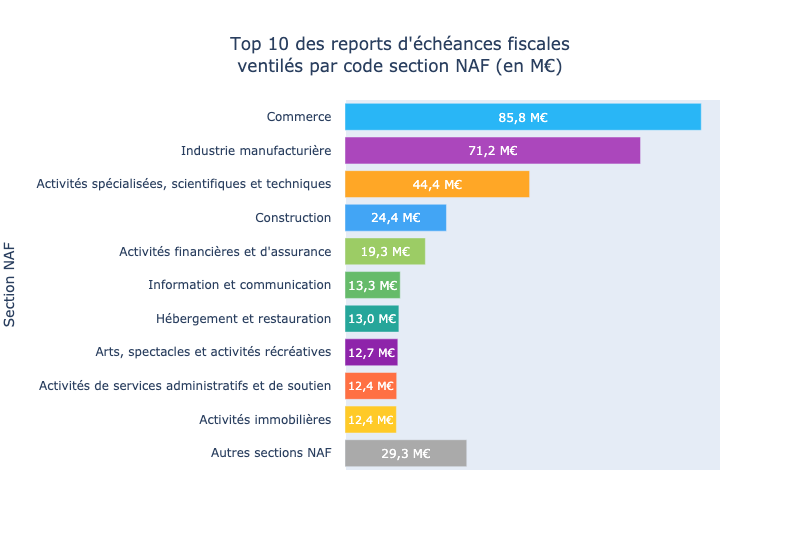 Top 10 des reports d'échéances fiscales
ventilés par code section NAF (en M€)
Section NAF
Commerce 85,8 M€
Industrie manufacturière 71,2 M€
Activités spécialisées, scientifiques et techniques 44,4 M€
Construction 24,4 M€
Activités financières et d'assurance 19,3 M€
Information et communication 13,3 M€
Hébergement et restauration 13,0 M€
Arts, spectacles et activités récréatives 12,7 M€
Activités de services administratifs et de soutien 12,4 M€
Activités immobilières 12,4 M€
Autres sections NAF 29,3 M€